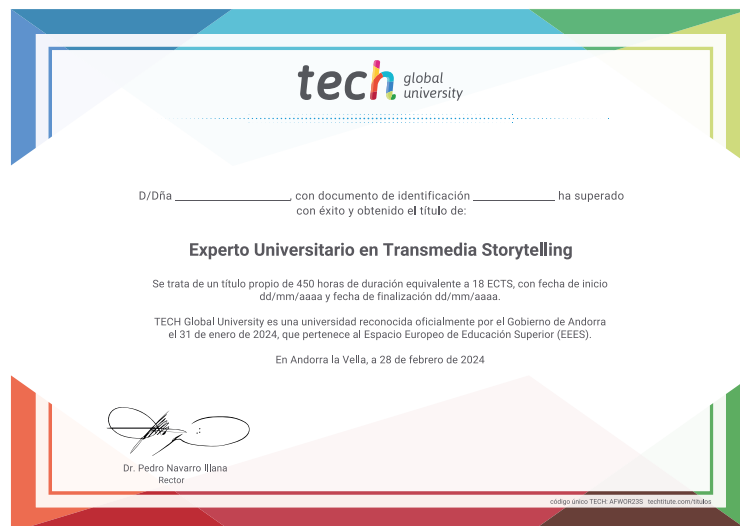 tech global
university
D/Dña ____________________, con documento de identificación ______________ ha superado
con éxito y obtenido el título de:
Experto Universitario en Transmedia Storytelling
Se trata de un título propio de 450 horas de duración equivalente a 18 ECTS, con fecha de inicio
dd/mm/aaaa y fecha de finalización dd/mm/aaaa.
TECH Global University es una universidad reconocida oficialmente por el Gobierno de Andorra
el 31 de enero de 2024, que pertenece al Espacio Europeo de Educación Superior (EEES).
En Andorra la Vella, a 28 de febrero de 2024
Dr. Pedro Navarro Illana
Rector
código único TECH: AFWOR23S techtitute.com/titulos